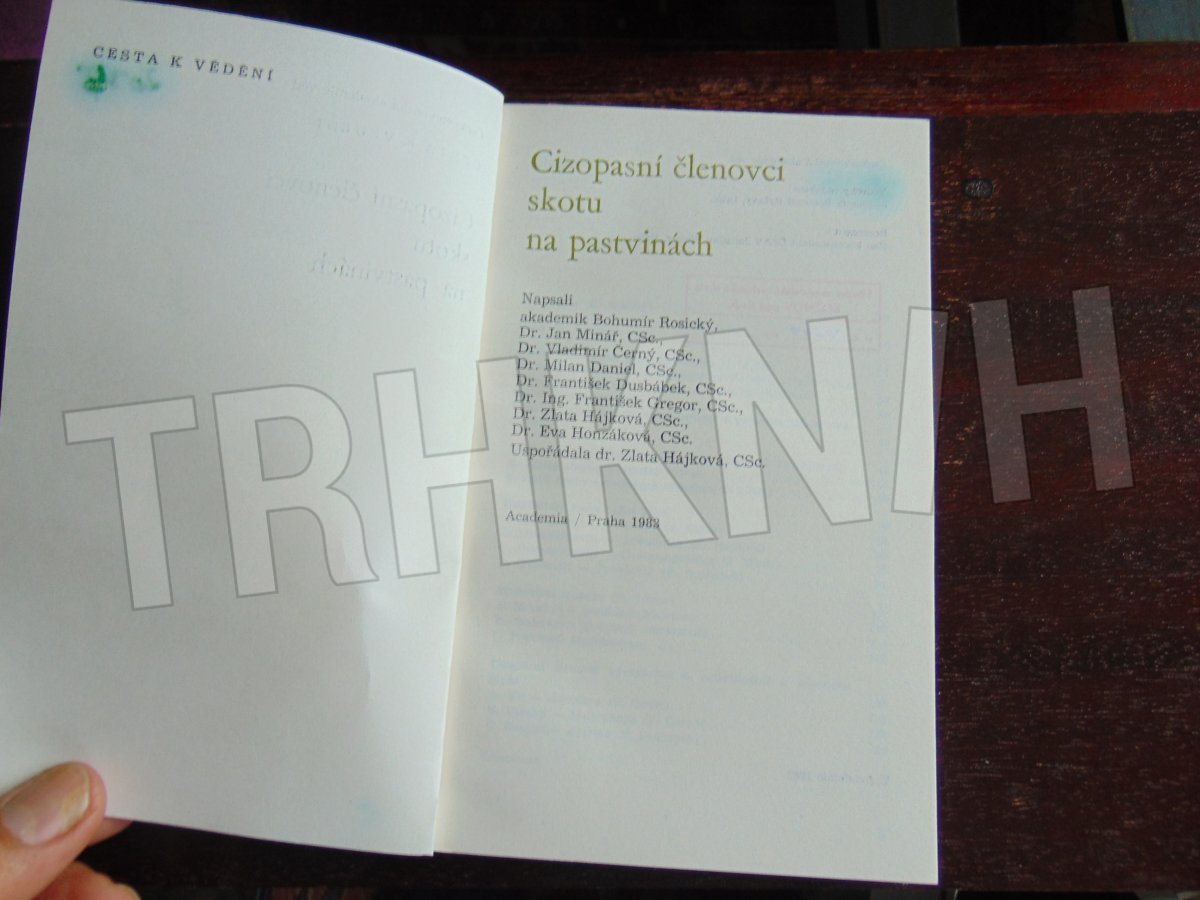 CESTA K VĚDĚNÍ
Cizopasní členovci
skotu
na pastvinách
Napsali
akademik Bohumír Rosický,
Dr. Jan Minář, CSc.,
Dr. Vladimír Černý, CSc.,
Dr. Milan Daniel, CSc.,
Dr. František Dusbábek, CSc.,
Dr. Ing. František Gregor, CSc.,
Dr. Zlata Hájková, CSc.,
Dr. Eva Honzáková, CSc.
Uspořádala dr. Zlata Hájková, CSc.
Academia / Praha 1983
TRHKNIH